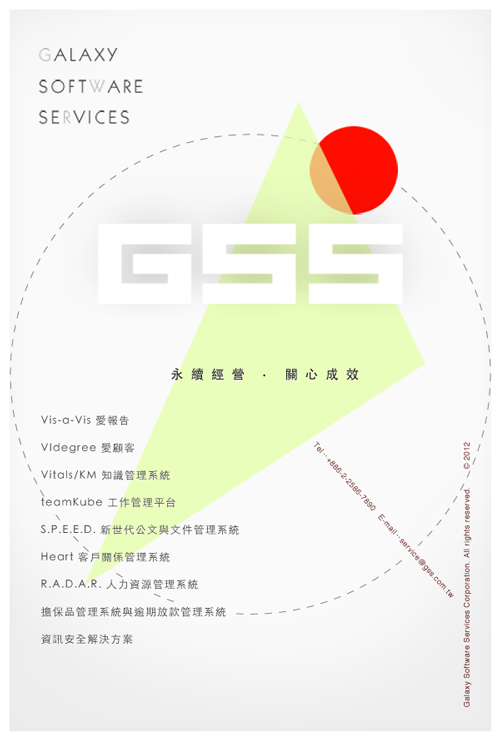 GALAXY
SOFTWARE
SERVICES
GSS
永續經營 · 關心成效
Vis-a-Vis 愛報告
VIdegree 愛顧客
Vitals/KM 知識管理系統
teamKube 工作管理平台
S.P.E.E.D. 新世代公文與文件管理系統
Heart 客戶關係管理系統
R.A.D.A.R. 人力資源管理系統
擔保品管理系統與逾期放款管理系統
資訊安全解決方案
Tel：+886-2-2586-7890 E-mail：service@gss.com.tw
Galaxy Software Services Corporation. All rights reserved. © 2012